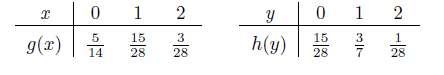 x 0 1 2
g(x) 5/14 15/28 3/28
y 0 1 2
h(y) 15/28 3/7 1/28